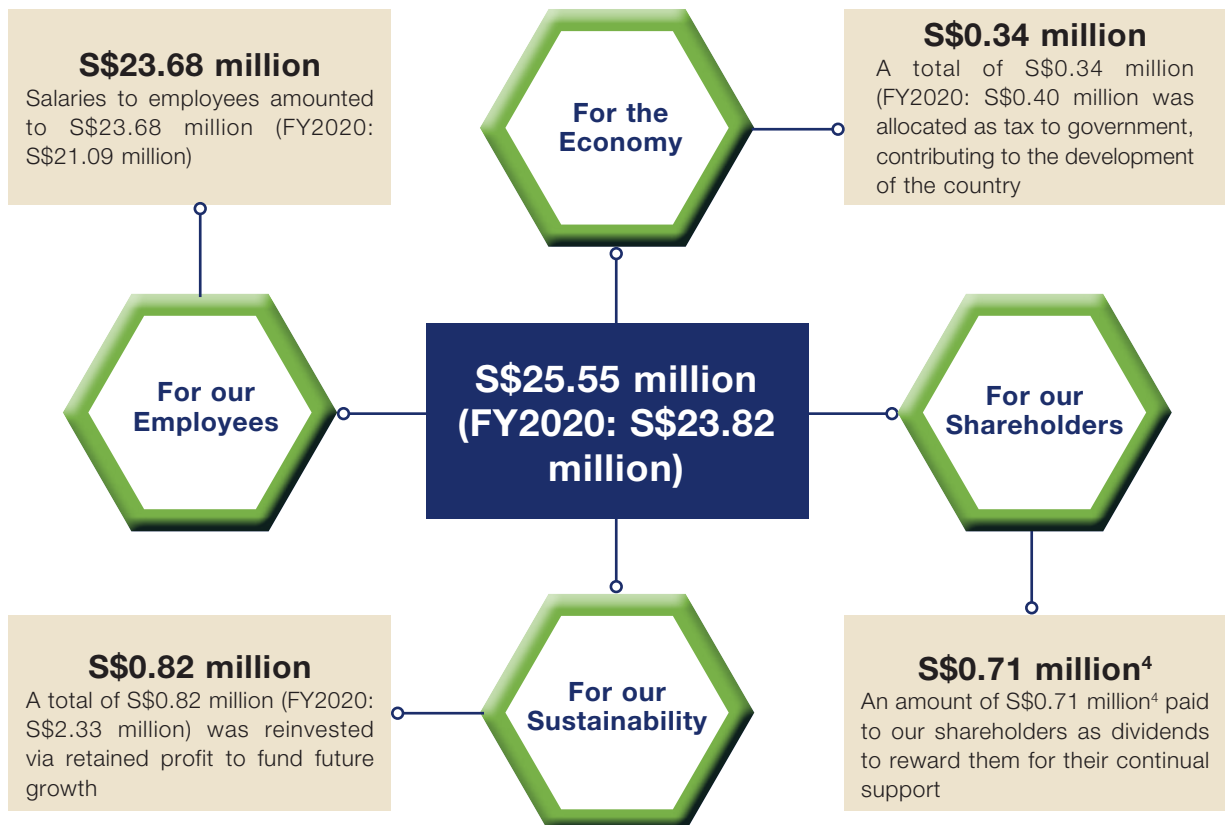 S$23.68 million
Salaries to employees amounted
to S$23.68 million (FY2020:
S$21.09 million)
For the
Economy
S$0.34 million
A total of S$0.34 million
(FY2020: S$0.40 million was
allocated as tax to government,
contributing to the development
of the country
For our
Employees
S$25.55 million
(FY2020: S$23.82
million)
For our
Shareholders
S$0.82 million
A total of S$0.82 million (FY2020:
S$2.33 million) was reinvested
via retained profit to fund future
growth
For our
Sustainability
S$0.71 million⁴
An amount of S$0.71 million⁴ paid
to our shareholders as dividends
to reward them for their continual
support